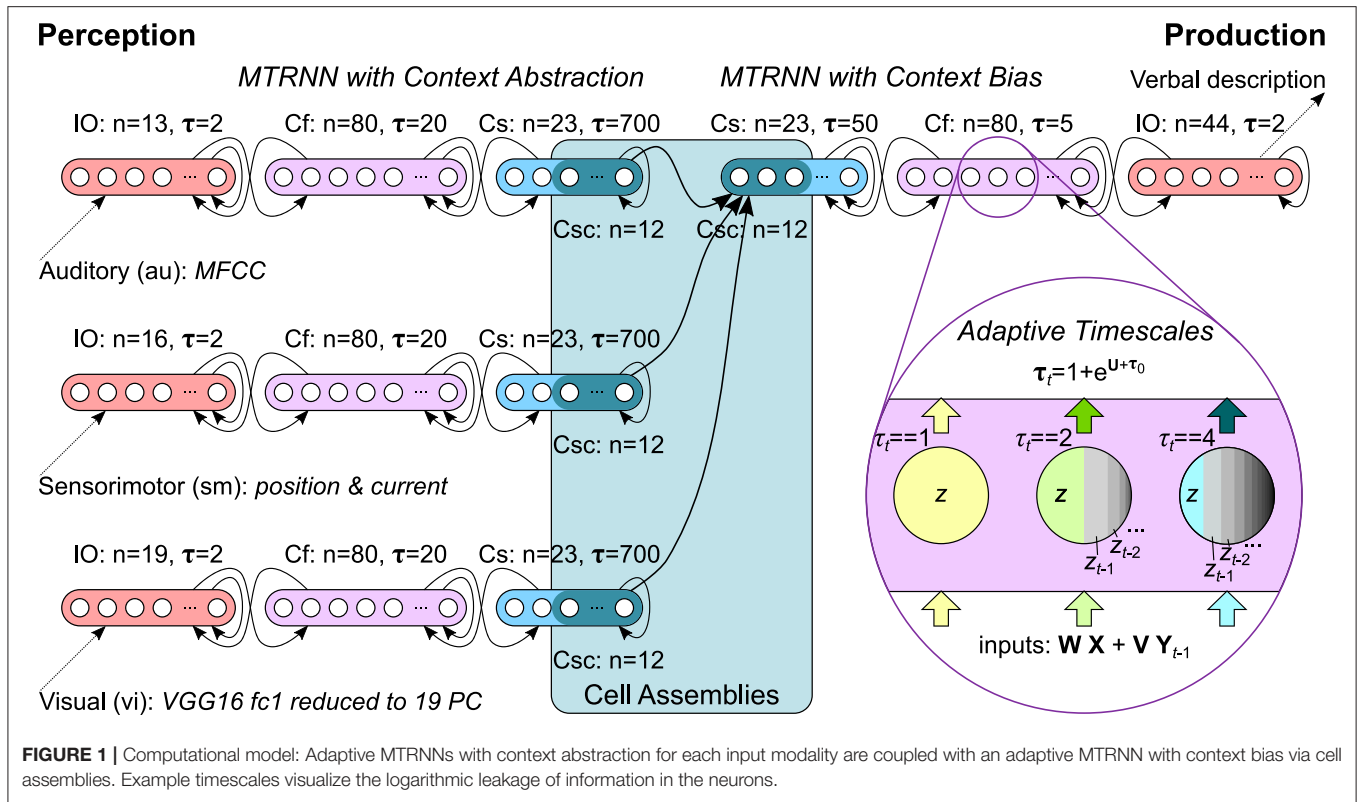 Perception
Production
MTRNN with Context Abstraction
MTRNN with Context Bias
Verbal description
IO: n=13, τ=2
Cf: n=80, τ=20
Cs: n=23, τ=700
Cs: n=23, τ=50
Cf: n=80, τ=5
IO: n=44, τ=2
...
...
...
...
...
...
Csc: n=12
Csc: n=12
Auditory (au): MFCC
IO: n=16, τ=2
Cf: n=80, τ=20
Cs: n=23, τ=700
...
...
...
Csc: n=12
Sensorimotor (sm): position & current
IO: n=19, τ=2
Cf: n=80, τ=20
Cs: n=23, τ=700
...
...
...
Csc: n=12
Visual (vi): VGG16 fc1 reduced to 19 PC
Cell Assemblies
Adaptive Timescales
τₜ=1+e^(U+τ₀)
τₜ==1
τₜ==2
τₜ==4
z
z
z
zₜ₋₁
zₜ₋₂
...
zₜ₋₁
zₜ₋₂
...
inputs: W X + V Yₜ₋₁
FIGURE 1 | Computational model: Adaptive MTRNNs with context abstraction for each input modality are coupled with an adaptive MTRNN with context bias via cell
assemblies. Example timescales visualize the logarithmic leakage of information in the neurons.